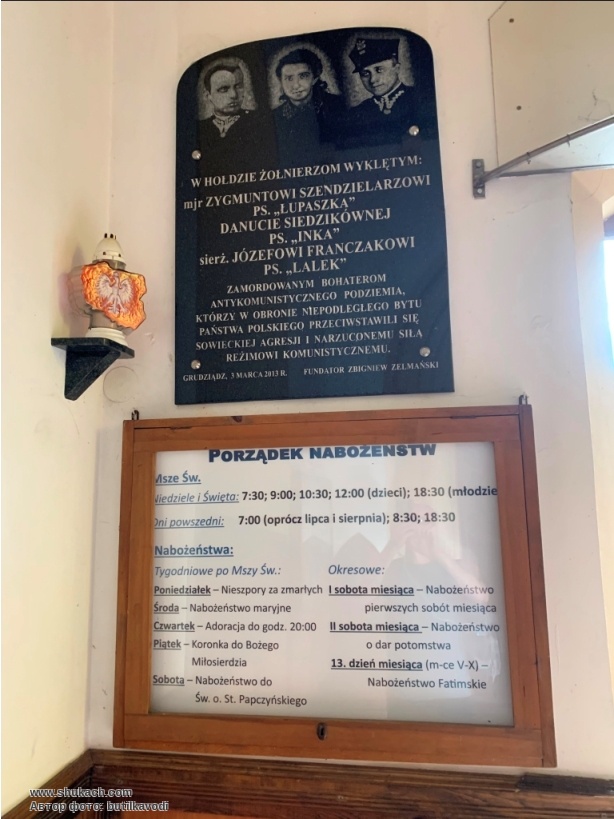 W HOŁDZIE ŻOŁNIERZOM WYKLĘTYM:
mjr ZYGMUNTOWI SZENDZIELARZOWI
PS. „ŁUPASZKA”
DANUCIE SIEDZIKÓWNEJ
PS. „INKA”
sierż. JÓZEFOWI FRANCZAKOWI
PS. „LALEK”
ZAMORDOWANYM BOHATEROM
ANTYKOMUNISTYCZNEGO PODZIEMIA,
KTÓRZY W OBRONIE NIEPODLEGŁEGO BYTU
PAŃSTWA POLSKIEGO PRZECIWSTAWILI SIĘ
SOWIECKIEJ AGRESJI I NARZUCONEMU SIŁĄ
REŻIMOWI KOMUNISTYCZNEMU.
GRUDZIĄDZ, 3 MARCA 2013 R. FUNDATOR ZBIGNIEW ZELMAŃSKI
PORZĄDEK NABOŻEŃSTW
Msze Św.
Niedziele i Święta: 7:30; 9:00; 10:30; 12:00 (dzieci); 18:30 (młodzie
Dni powszedni: 7:00 (oprócz lipca i sierpnia); 8:30; 18:30
Nabożeństwa:
Tygodniowe po Mszy Św.:
Poniedziałek – Nieszpory za zmarłych
Środa – Nabożeństwo maryjne
Czwartek – Adoracja do godz. 20:00
Piątek – Koronka do Bożego
Miłosierdzia
Sobota – Nabożeństwo do
Św. o. St. Papczyńskiego
Okresowe:
I sobota miesiąca – Nabożeństwo
pierwszych sobót miesiąca
II sobota miesiąca – Nabożeństwo
o dar potomstwa
13. dzień miesiąca (m-ce V-X) –
Nabożeństwo Fatimskie
www.shukach.com
Автор фото: butilkavodi